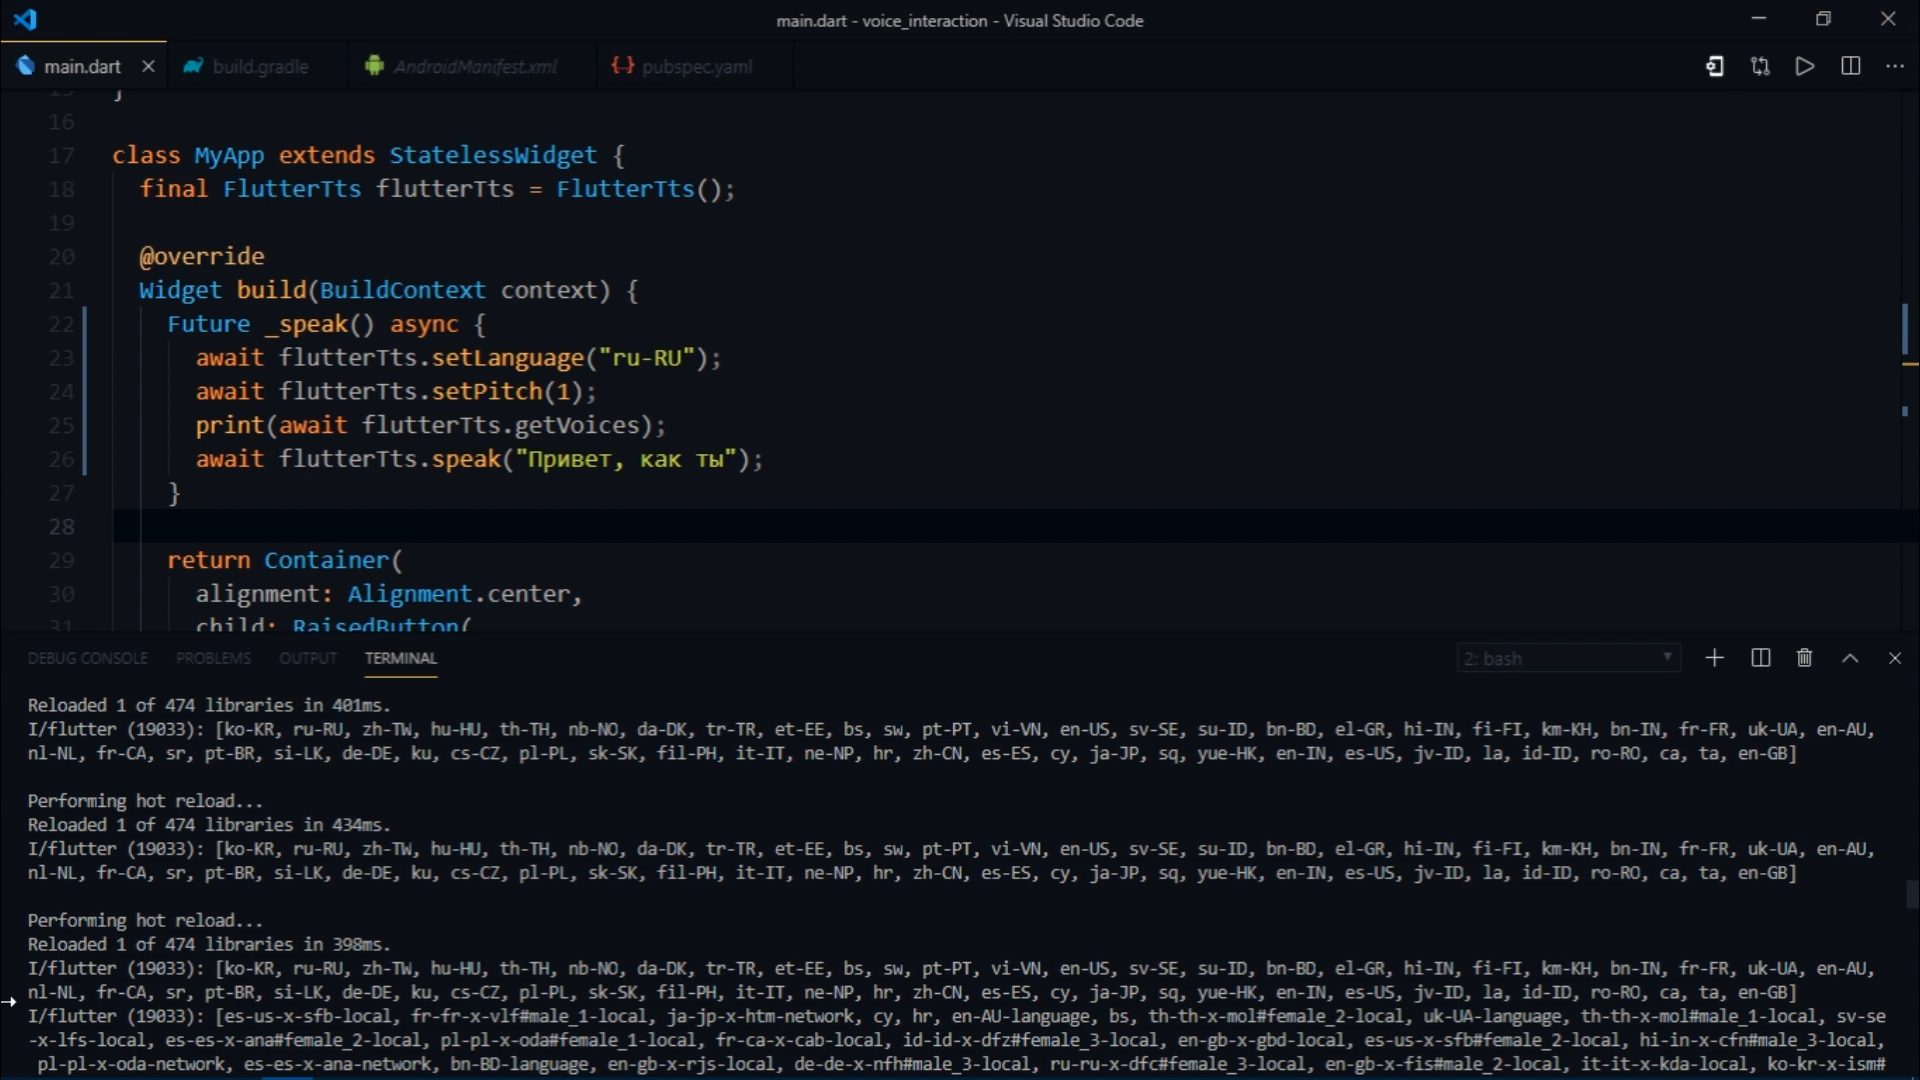 main.dart - voice_interaction - Visual Studio Code
main.dart build.gradle AndroidManifest.xml pubspec.yaml
15 }
16
17 class MyApp extends StatelessWidget {
18 final FlutterTts flutterTts = FlutterTts();
19
20 @override
21 Widget build(BuildContext context) {
22 Future _speak() async {
23 await flutterTts.setLanguage("ru-RU");
24 await flutterTts.setPitch(1);
25 print(await flutterTts.getVoices);
26 await flutterTts.speak("Привет, как ты");
27 }
28
29 return Container(
30 alignment: Alignment.center,
31 child: RaisedButton(
DEBUG CONSOLE PROBLEMS OUTPUT TERMINAL 2: bash
Reloaded 1 of 474 libraries in 401ms.
I/flutter (19033): [ko-KR, ru-RU, zh-TW, hu-HU, th-TH, nb-NO, da-DK, tr-TR, et-EE, bs, sw, pt-PT, vi-VN, en-US, sv-SE, su-ID, bn-BD, el-GR, hi-IN, fi-FI, km-KH, bn-IN, fr-FR, uk-UA, en-AU,
nl-NL, fr-CA, sr, pt-BR, si-LK, de-DE, ku, cs-CZ, pl-PL, sk-SK, fil-PH, it-IT, ne-NP, hr, zh-CN, es-ES, cy, ja-JP, sq, yue-HK, en-IN, es-US, jv-ID, la, id-ID, ro-RO, ca, ta, en-GB]
Performing hot reload...
Reloaded 1 of 474 libraries in 434ms.
I/flutter (19033): [ko-KR, ru-RU, zh-TW, hu-HU, th-TH, nb-NO, da-DK, tr-TR, et-EE, bs, sw, pt-PT, vi-VN, en-US, sv-SE, su-ID, bn-BD, el-GR, hi-IN, fi-FI, km-KH, bn-IN, fr-FR, uk-UA, en-AU,
nl-NL, fr-CA, sr, pt-BR, si-LK, de-DE, ku, cs-CZ, pl-PL, sk-SK, fil-PH, it-IT, ne-NP, hr, zh-CN, es-ES, cy, ja-JP, sq, yue-HK, en-IN, es-US, jv-ID, la, id-ID, ro-RO, ca, ta, en-GB]
Performing hot reload...
Reloaded 1 of 474 libraries in 398ms.
I/flutter (19033): [ko-KR, ru-RU, zh-TW, hu-HU, th-TH, nb-NO, da-DK, tr-TR, et-EE, bs, sw, pt-PT, vi-VN, en-US, sv-SE, su-ID, bn-BD, el-GR, hi-IN, fi-FI, km-KH, bn-IN, fr-FR, uk-UA, en-AU,
nl-NL, fr-CA, sr, pt-BR, si-LK, de-DE, ku, cs-CZ, pl-PL, sk-SK, fil-PH, it-IT, ne-NP, hr, zh-CN, es-ES, cy, ja-JP, sq, yue-HK, en-IN, es-US, jv-ID, la, id-ID, ro-RO, ca, ta, en-GB]
I/flutter (19033): [es-us-x-sfb-local, fr-fr-x-vlf#male_1-local, ja-jp-x-htm-network, cy, hr, en-AU-language, bs, th-th-x-mol#female_2-local, uk-UA-language, th-th-x-mol#male_1-local, sv-se
-x-lfs-local, es-es-x-ana#female_2-local, pl-pl-x-oda#female_1-local, fr-ca-x-cab-local, id-id-x-dfz#female_3-local, en-gb-x-gbd-local, es-us-x-sfb#female_2-local, hi-in-x-cfn#male_3-local,
pl-pl-x-oda-network, es-es-x-ana-network, bn-BD-language, en-gb-x-rjs-local, de-de-x-nfh#male_3-local, ru-ru-x-dfc#female_3-local, en-gb-x-fis#male_2-local, it-it-x-kda-local, ko-kr-x-ism#